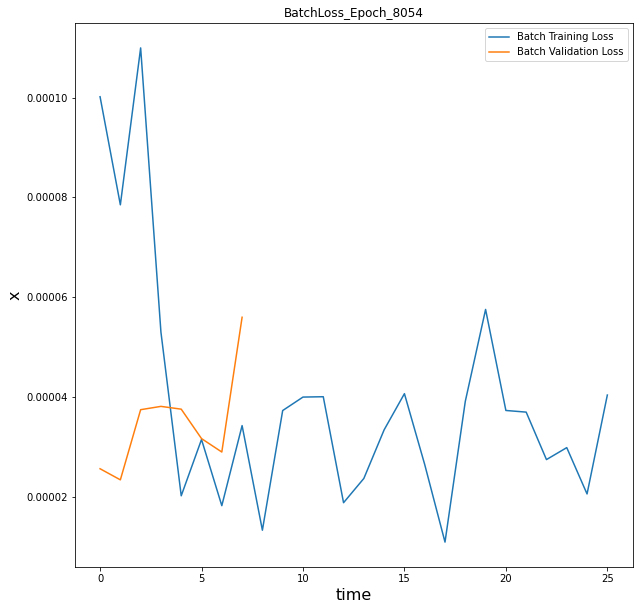 BatchLoss_Epoch_8054
Batch Training Loss
Batch Validation Loss
0.00010
0.00008
0.00006
0.00004
0.00002
x
0 5 10 15 20 25
time